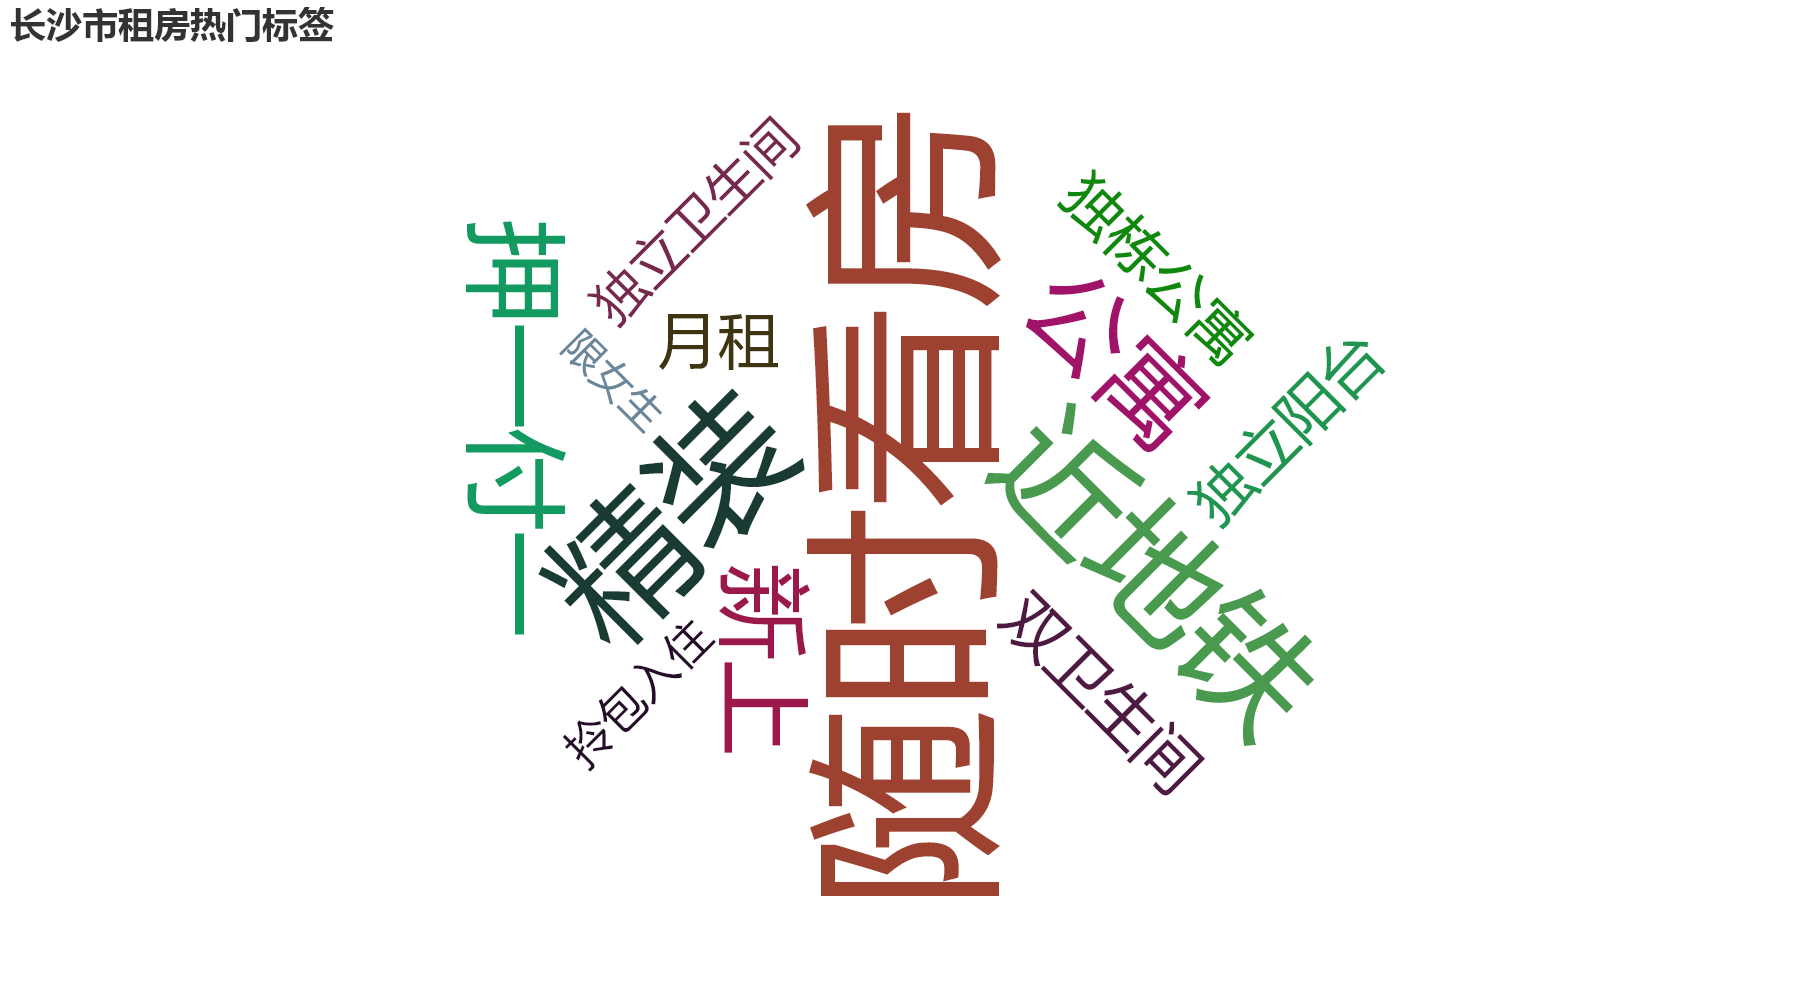 长沙市租房热门标签
独立卫生间
独栋公寓
押一付一
随时看房
公寓
月租
限女生
独立阳台
精装
近地铁
新上
双卫生间
拎包入住